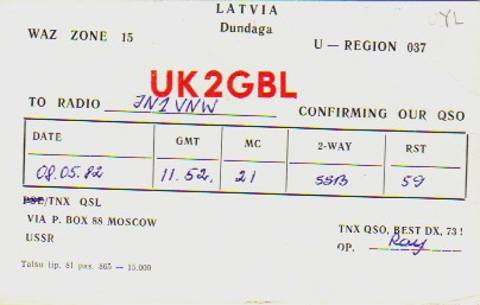 LATVIA
Dundaga
YL
WAZ ZONE 15
U — REGION 037
UK2GBL
TO RADIO JN1VNW CONFIRMING OUR QSO
DATE GMT MC 2-WAY RST
08.05.82 11.52. 21 SSB 59
PSE/TNX QSL
VIA P. BOX 88 MOSCOW
USSR
TNX QSO, BEST DX, 73!
OP. Ray
Talsu tip. 81 pas. 865 — 15.000